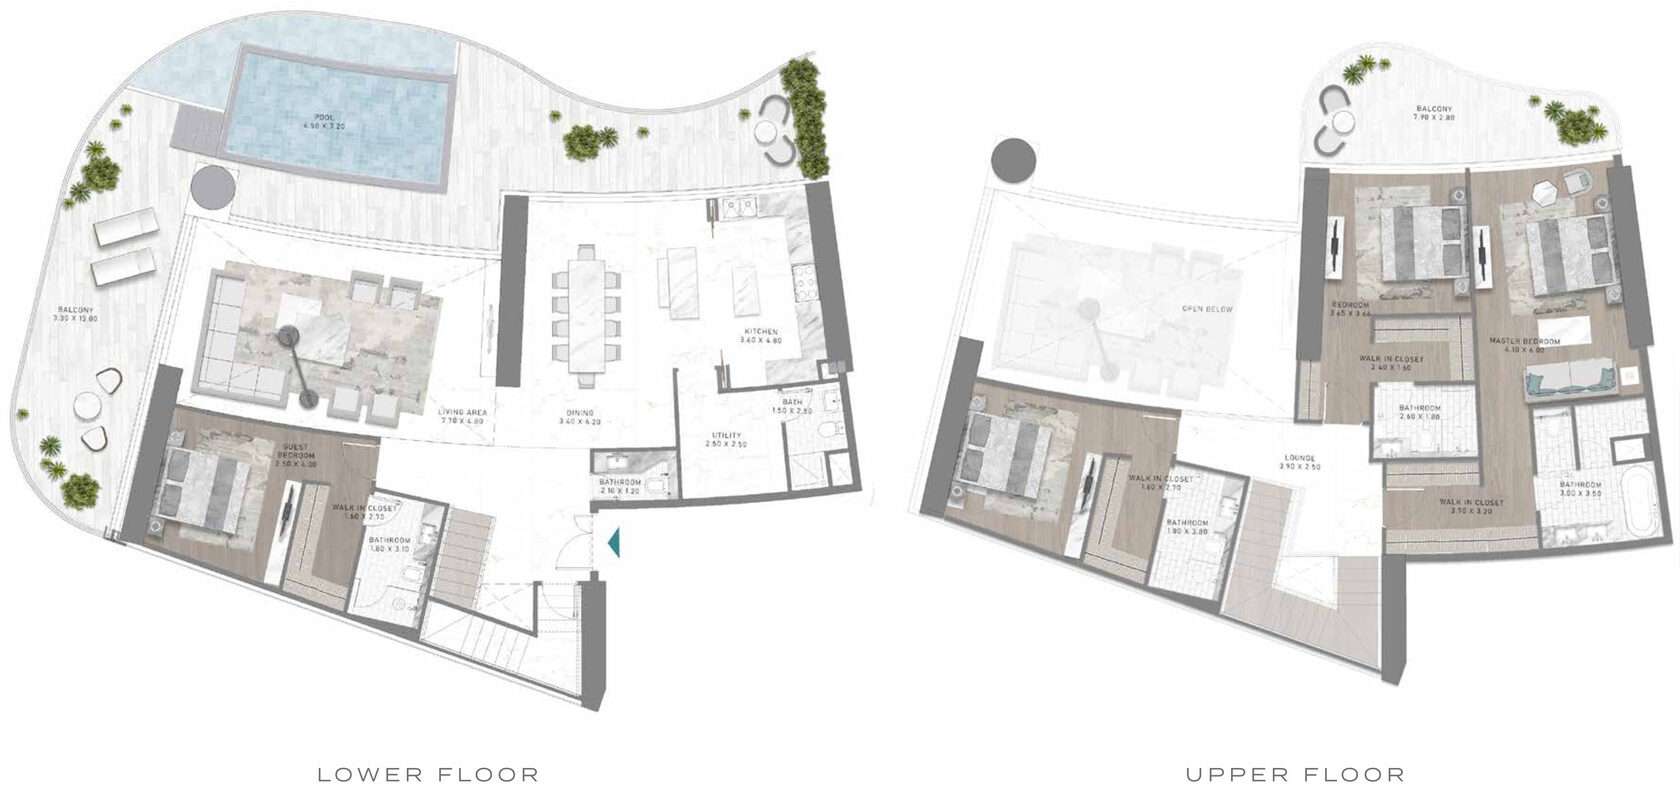 POOL
6.90 X 3.20
BALCONY
3.30 X 13.80
LIVING AREA
7.70 X 4.80
DINING
3.40 X 6.20
KITCHEN
3.60 X 4.80
BATH
1.50 X 2.50
UTILITY
2.50 X 2.50
BATHROOM
2.10 X 1.20
GUEST
BEDROOM
2.50 X 4.00
WALK IN CLOSET
1.60 X 2.70
BATHROOM
1.80 X 3.10
LOWER FLOOR
BALCONY
7.90 X 2.80
OPEN BELOW
BEDROOM
3.65 X 3.66
WALK IN CLOSET
2.40 X 1.60
MASTER BEDROOM
4.10 X 6.00
BATHROOM
2.60 X 1.80
LOUNGE
3.90 X 2.50
WALK IN CLOSET
1.60 X 2.70
BATHROOM
1.80 X 3.80
WALK IN CLOSET
3.90 X 3.20
BATHROOM
3.00 X 3.50
UPPER FLOOR